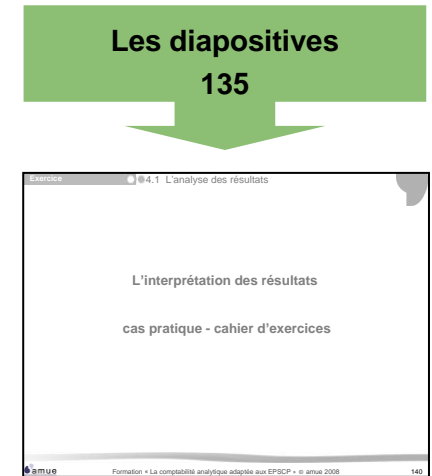 Les diapositives
135
Exercice
4.1 L'analyse des résultats
L'interprétation des résultats
cas pratique - cahier d'exercices
amue
Formation « La comptabilité analytique adaptée aux EPSCP » © amue 2008
140